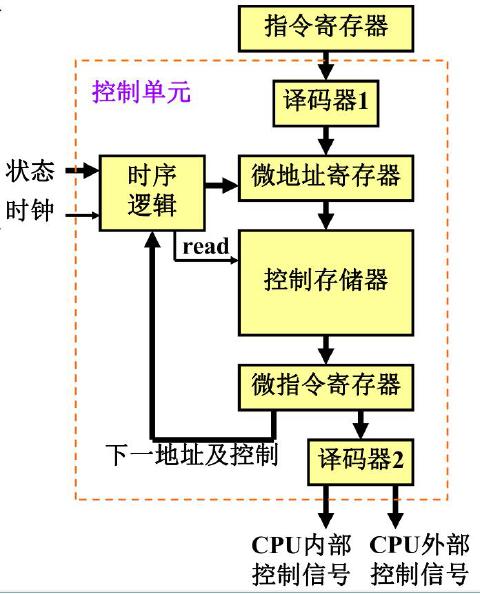 指令寄存器
控制单元
译码器1
状态
时钟
时序
逻辑
微地址寄存器
read
控制存储器
微指令寄存器
下一地址及控制
译码器2
CPU内部
控制信号
CPU外部
控制信号